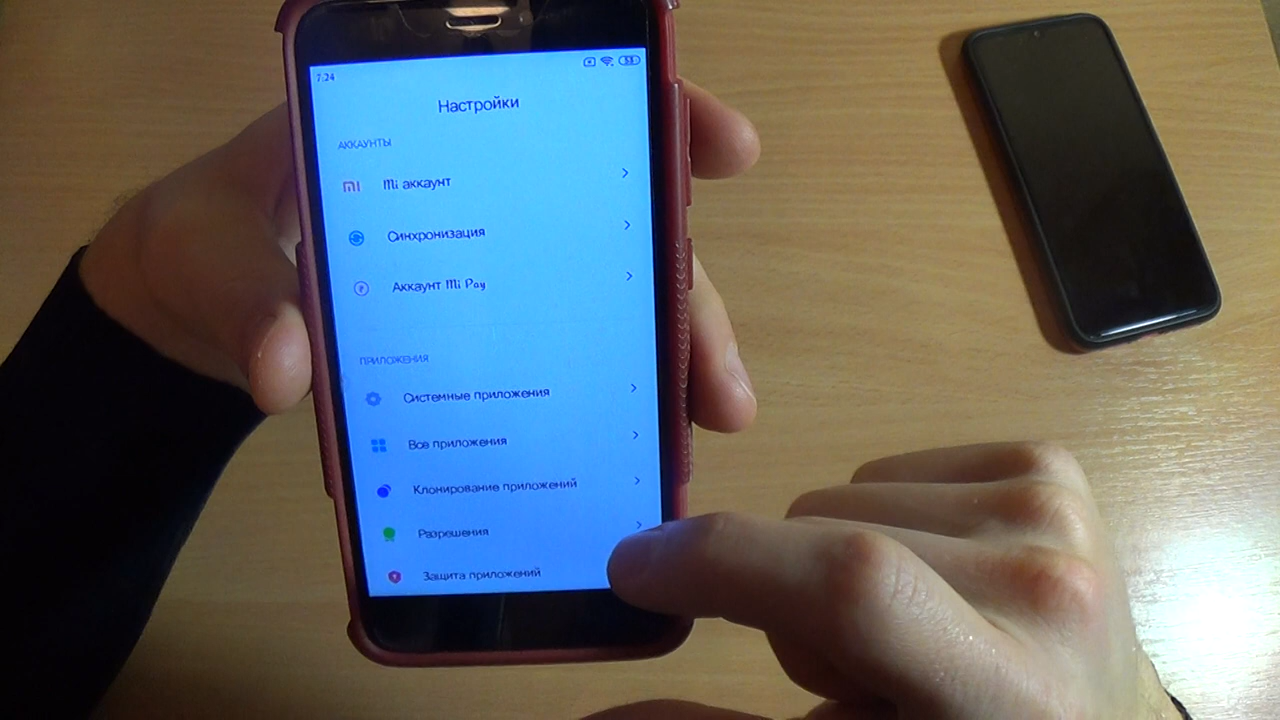 7:24
53
Настройки
АККАУНТЫ
Mi аккаунт
Синхронизация
Аккаунт Mi Pay
ПРИЛОЖЕНИЯ
Системные приложения
Все приложения
Клонирование приложений
Разрешения
Защита приложений